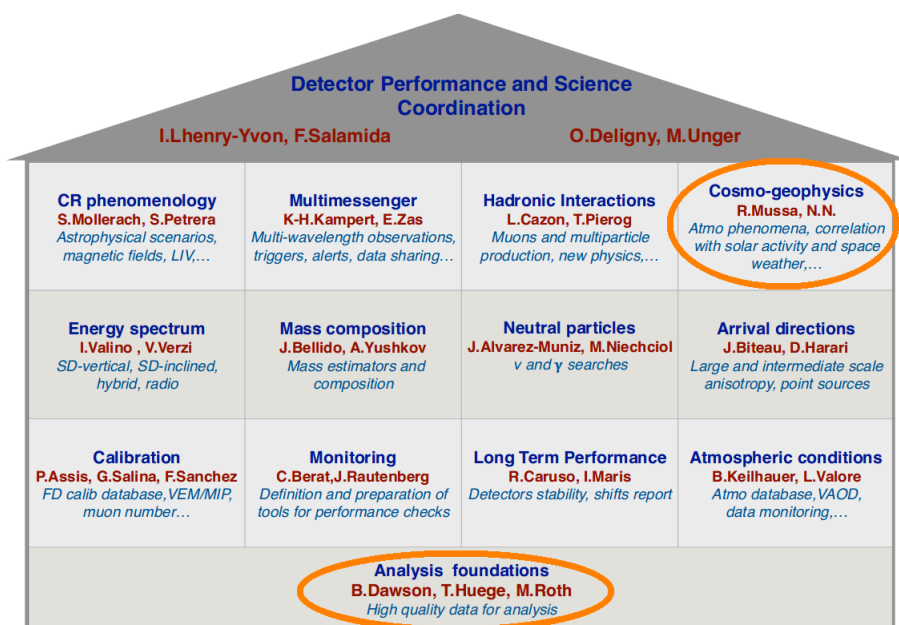 Detector Performance and Science
Coordination
I.Lhenry-Yvon, F.Salamida
O.Deligny, M.Unger
CR phenomenology
S.Mollerach, S.Petrera
Astrophysical scenarios,
magnetic fields, LIV,...
Multimessenger
K-H.Kampert, E.Zas
Multi-wavelength observations,
triggers, alerts, data sharing...
Hadronic Interactions
L.Cazon, T.Pierog
Muons and multiparticle
production, new physics,...
Cosmo-geophysics
R.Mussa, N.N.
Atmo phenomena, correlation
with solar activity and space
weather,...
Energy spectrum
I.Valino , V.Verzi
SD-vertical, SD-inclined,
hybrid, radio
Mass composition
J.Bellido, A.Yushkov
Mass estimators and
composition
Neutral particles
J.Alvarez-Muniz, M.Niechciol
ν and γ searches
Arrival directions
J.Biteau, D.Harari
Large and intermediate scale
anisotropy, point sources
Calibration
P.Assis, G.Salina, F.Sanchez
FD calib database,VEM/MIP,
muon number...
Monitoring
C.Berat,J.Rautenberg
Definition and preparation of
tools for performance checks
Long Term Performance
R.Caruso, I.Maris
Detectors stability, shifts report
Atmospheric conditions
B.Keilhauer, L.Valore
Atmo database,VAOD,
data monitoring,...
Analysis foundations
B.Dawson, T.Huege, M.Roth
High quality data for analysis